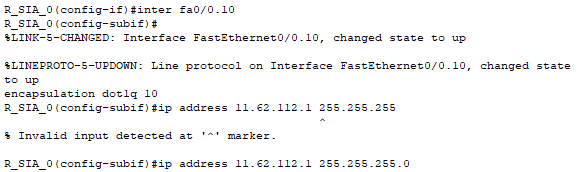 R_SIA_0(config-if)#inter fa0/0.10
R_SIA_0(config-subif)#
%LINK-5-CHANGED: Interface FastEthernet0/0.10, changed state to up
%LINEPROTO-5-UPDOWN: Line protocol on Interface FastEthernet0/0.10, changed state
to up
encapsulation dot1q 10
R_SIA_0(config-subif)#ip address 11.62.112.1 255.255.255
^
% Invalid input detected at '^' marker.
R_SIA_0(config-subif)#ip address 11.62.112.1 255.255.255.0